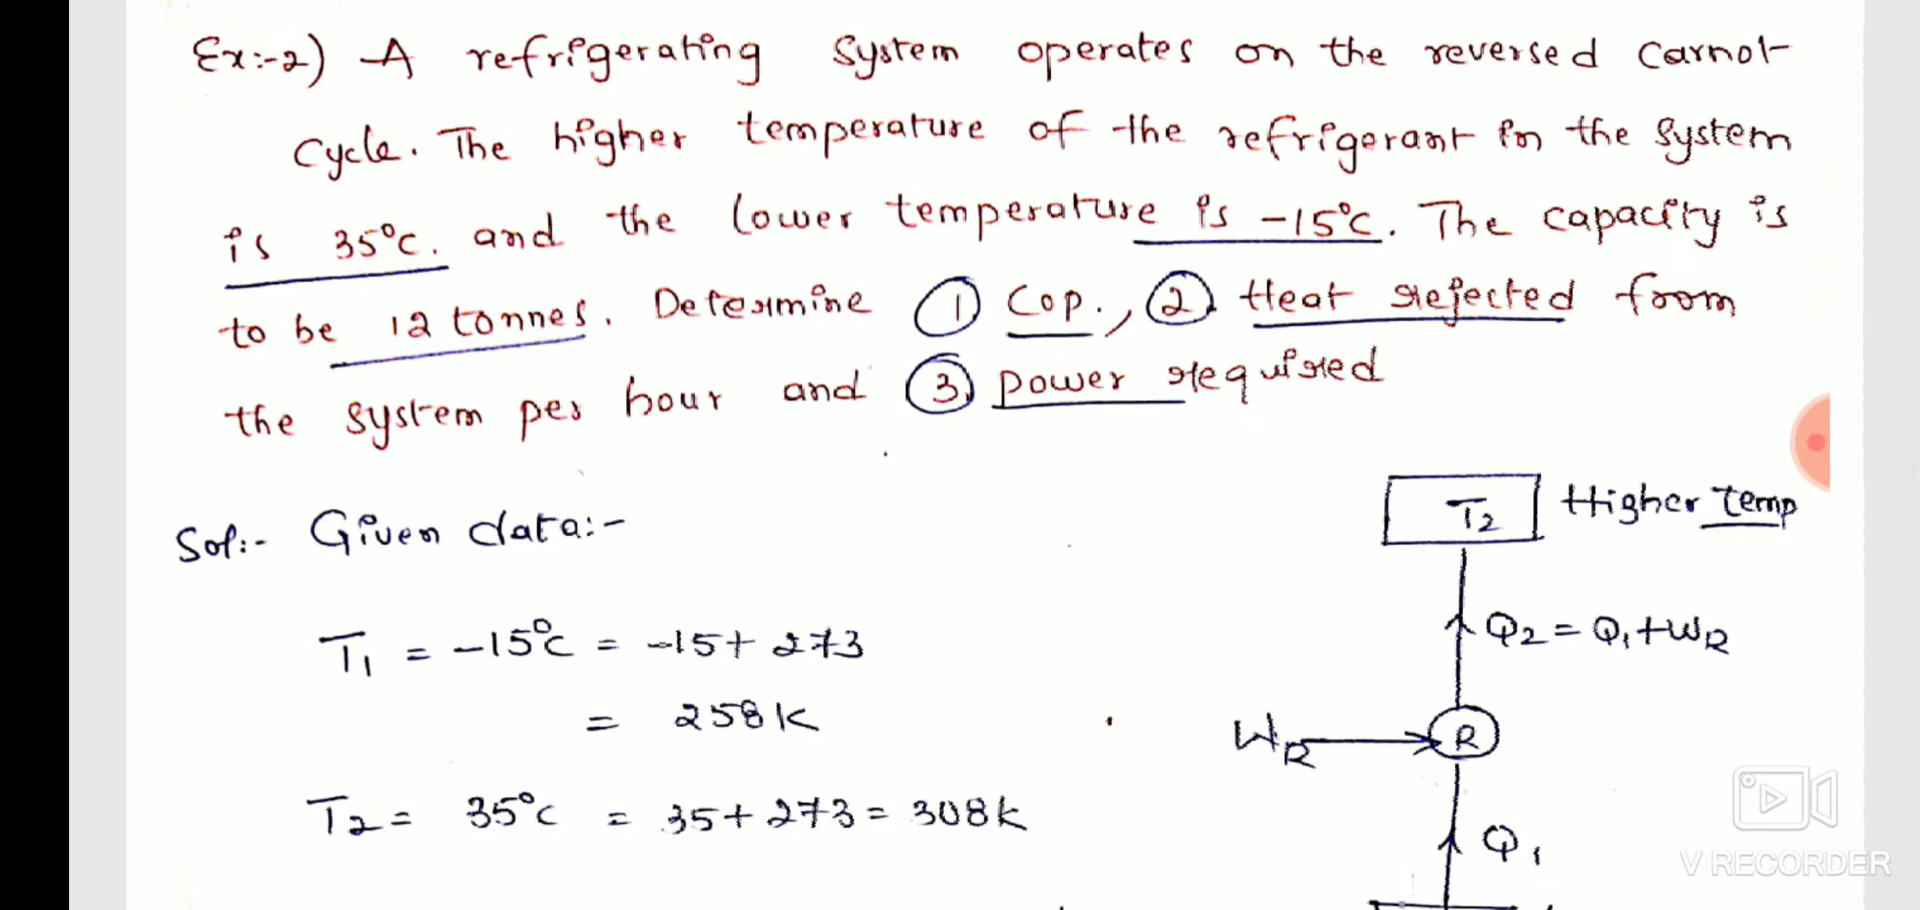 Ex:-2) A refrigerating system operates on the reversed carnot
cycle. The higher temperature of the refrigerant in the system
is 35°c. and the lower temperature is -15°c. The capacity is
to be 12 tonnes. Determine ① Cop., ② Heat rejected from
the system per hour and ③ power required
Sol:- Given data:-
T1 = -15°c = -15+273
= 258K
T2 = 35°c = 35+273 = 308k
T2 Higher temp
Q2 = Q1+WR
WR R
Q1
V RECORDER